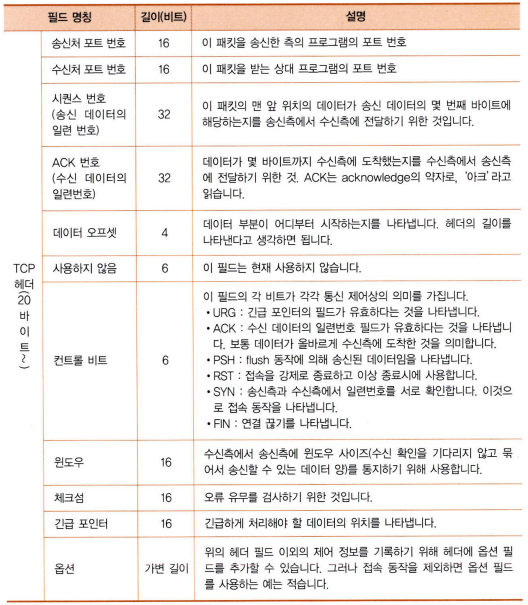 필드 명칭 길이(비트) 설명
송신처 포트 번호 16 이 패킷을 송신한 측의 프로그램의 포트 번호
수신처 포트 번호 16 이 패킷을 받는 상대 프로그램의 포트 번호
시퀀스 번호
(송신 데이터의
일련 번호)
32
이 패킷의 맨 앞 위치의 데이터가 송신 데이터의 몇 번째 바이트에
해당하는지를 송신측에서 수신측에 전달하기 위한 것입니다.
ACK 번호
(수신 데이터의
일련번호)
32
데이터가 몇 바이트까지 수신측에 도착했는지를 수신측에서 송신측
에 전달하기 위한 것. ACK는 acknowledge의 약자로, '아크'라고
읽습니다.
데이터 오프셋
4
데이터 부분이 어디부터 시작하는지를 나타냅니다. 헤더의 길이를
나타낸다고 생각하면 됩니다.
TCP
헤더
(20
바
이
트
~)
사용하지 않음 6 이 필드는 현재 사용하지 않습니다.
컨트롤 비트
6
이 필드의 각 비트가 각각 통신 제어상의 의미를 가집니다.
• URG : 긴급 포인터의 필드가 유효하다는 것을 나타냅니다.
• ACK : 수신 데이터의 일련번호 필드가 유효하다는 것을 나타냅니
다. 보통 데이터가 올바르게 수신측에 도착한 것을 의미합니다.
• PSH : flush 동작에 의해 송신된 데이터임을 나타냅니다.
• RST : 접속을 강제로 종료하고 이상 종료시에 사용합니다.
• SYN : 송신측과 수신측에서 일련번호를 서로 확인합니다. 이것으
로 접속 동작을 나타냅니다.
• FIN : 연결 끊기를 나타냅니다.
윈도우
16
수신측에서 송신측에 윈도우 사이즈(수신 확인을 기다리지 않고 묶
어서 송신할 수 있는 데이터 양)를 통지하기 위해 사용합니다.
체크섬 16 오류 유무를 검사하기 위한 것입니다.
긴급 포인터 16 긴급하게 처리해야 할 데이터의 위치를 나타냅니다.
옵션
가변 길이
위의 헤더 필드 이외의 제어 정보를 기록하기 위해 헤더에 옵션 필
드를 추가할 수 있습니다. 그러나 접속 동작을 제외하면 옵션 필드
를 사용하는 예는 적습니다.